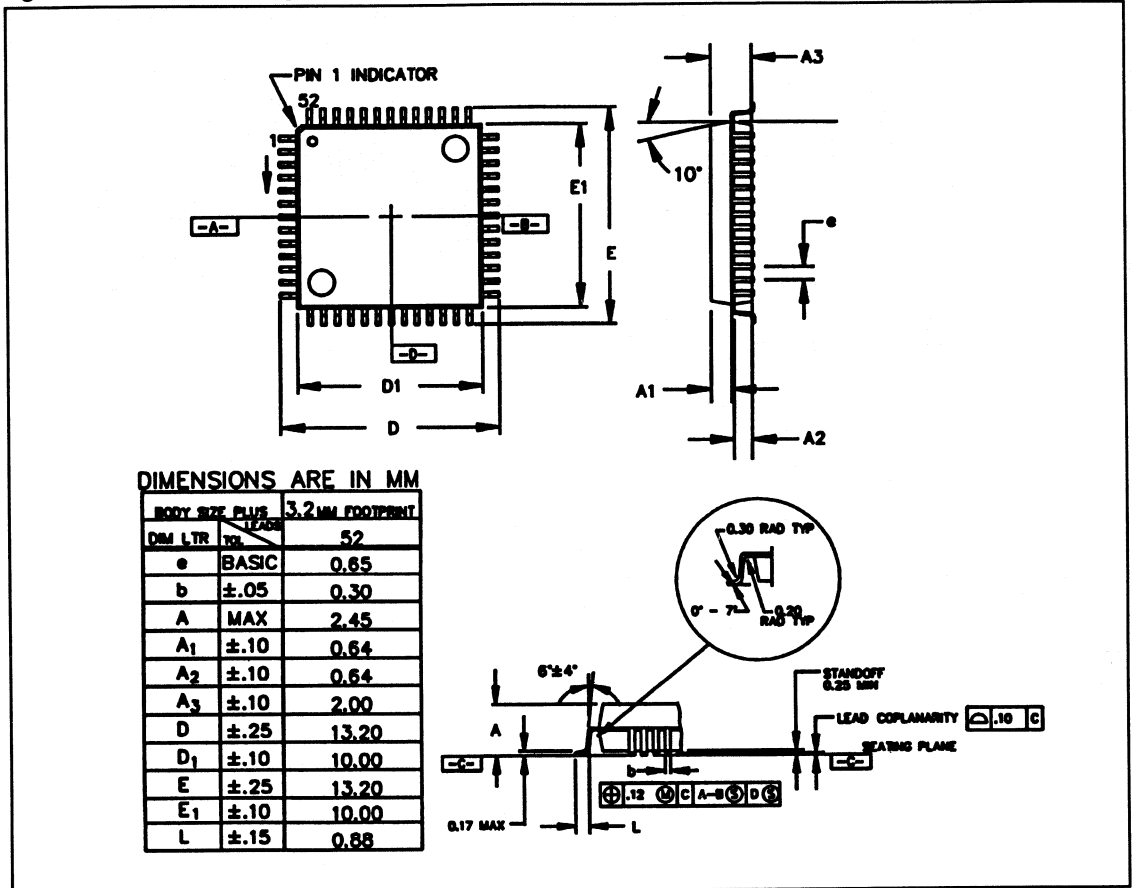 PIN 1 INDICATOR
52
1
A3
10°
E1
E
e
-A-
-B-
-D-
D1
D
A1
A2
DIMENSIONS ARE IN MM
BODY SIZE PLUS 3.2 MM FOOTPRINT
DIM LTR TOL LEADS 52
e BASIC 0.65
b ±.05 0.30
A MAX 2.45
A1 ±.10 0.64
A2 ±.10 0.64
A3 ±.10 2.00
D ±.25 13.20
D1 ±.10 10.00
E ±.25 13.20
E1 ±.10 10.00
L ±.15 0.88
0.30 RAD TYP
0° - 7°
0.20
RAD TYP
6°±4°
STANDOFF
0.25 MIN
A
LEAD COPLANARITY ⌓ .10 C
SEATING PLANE
-C-
-C-
b
⌖ .12 Ⓜ C A-B Ⓢ D Ⓢ
0.17 MAX
L